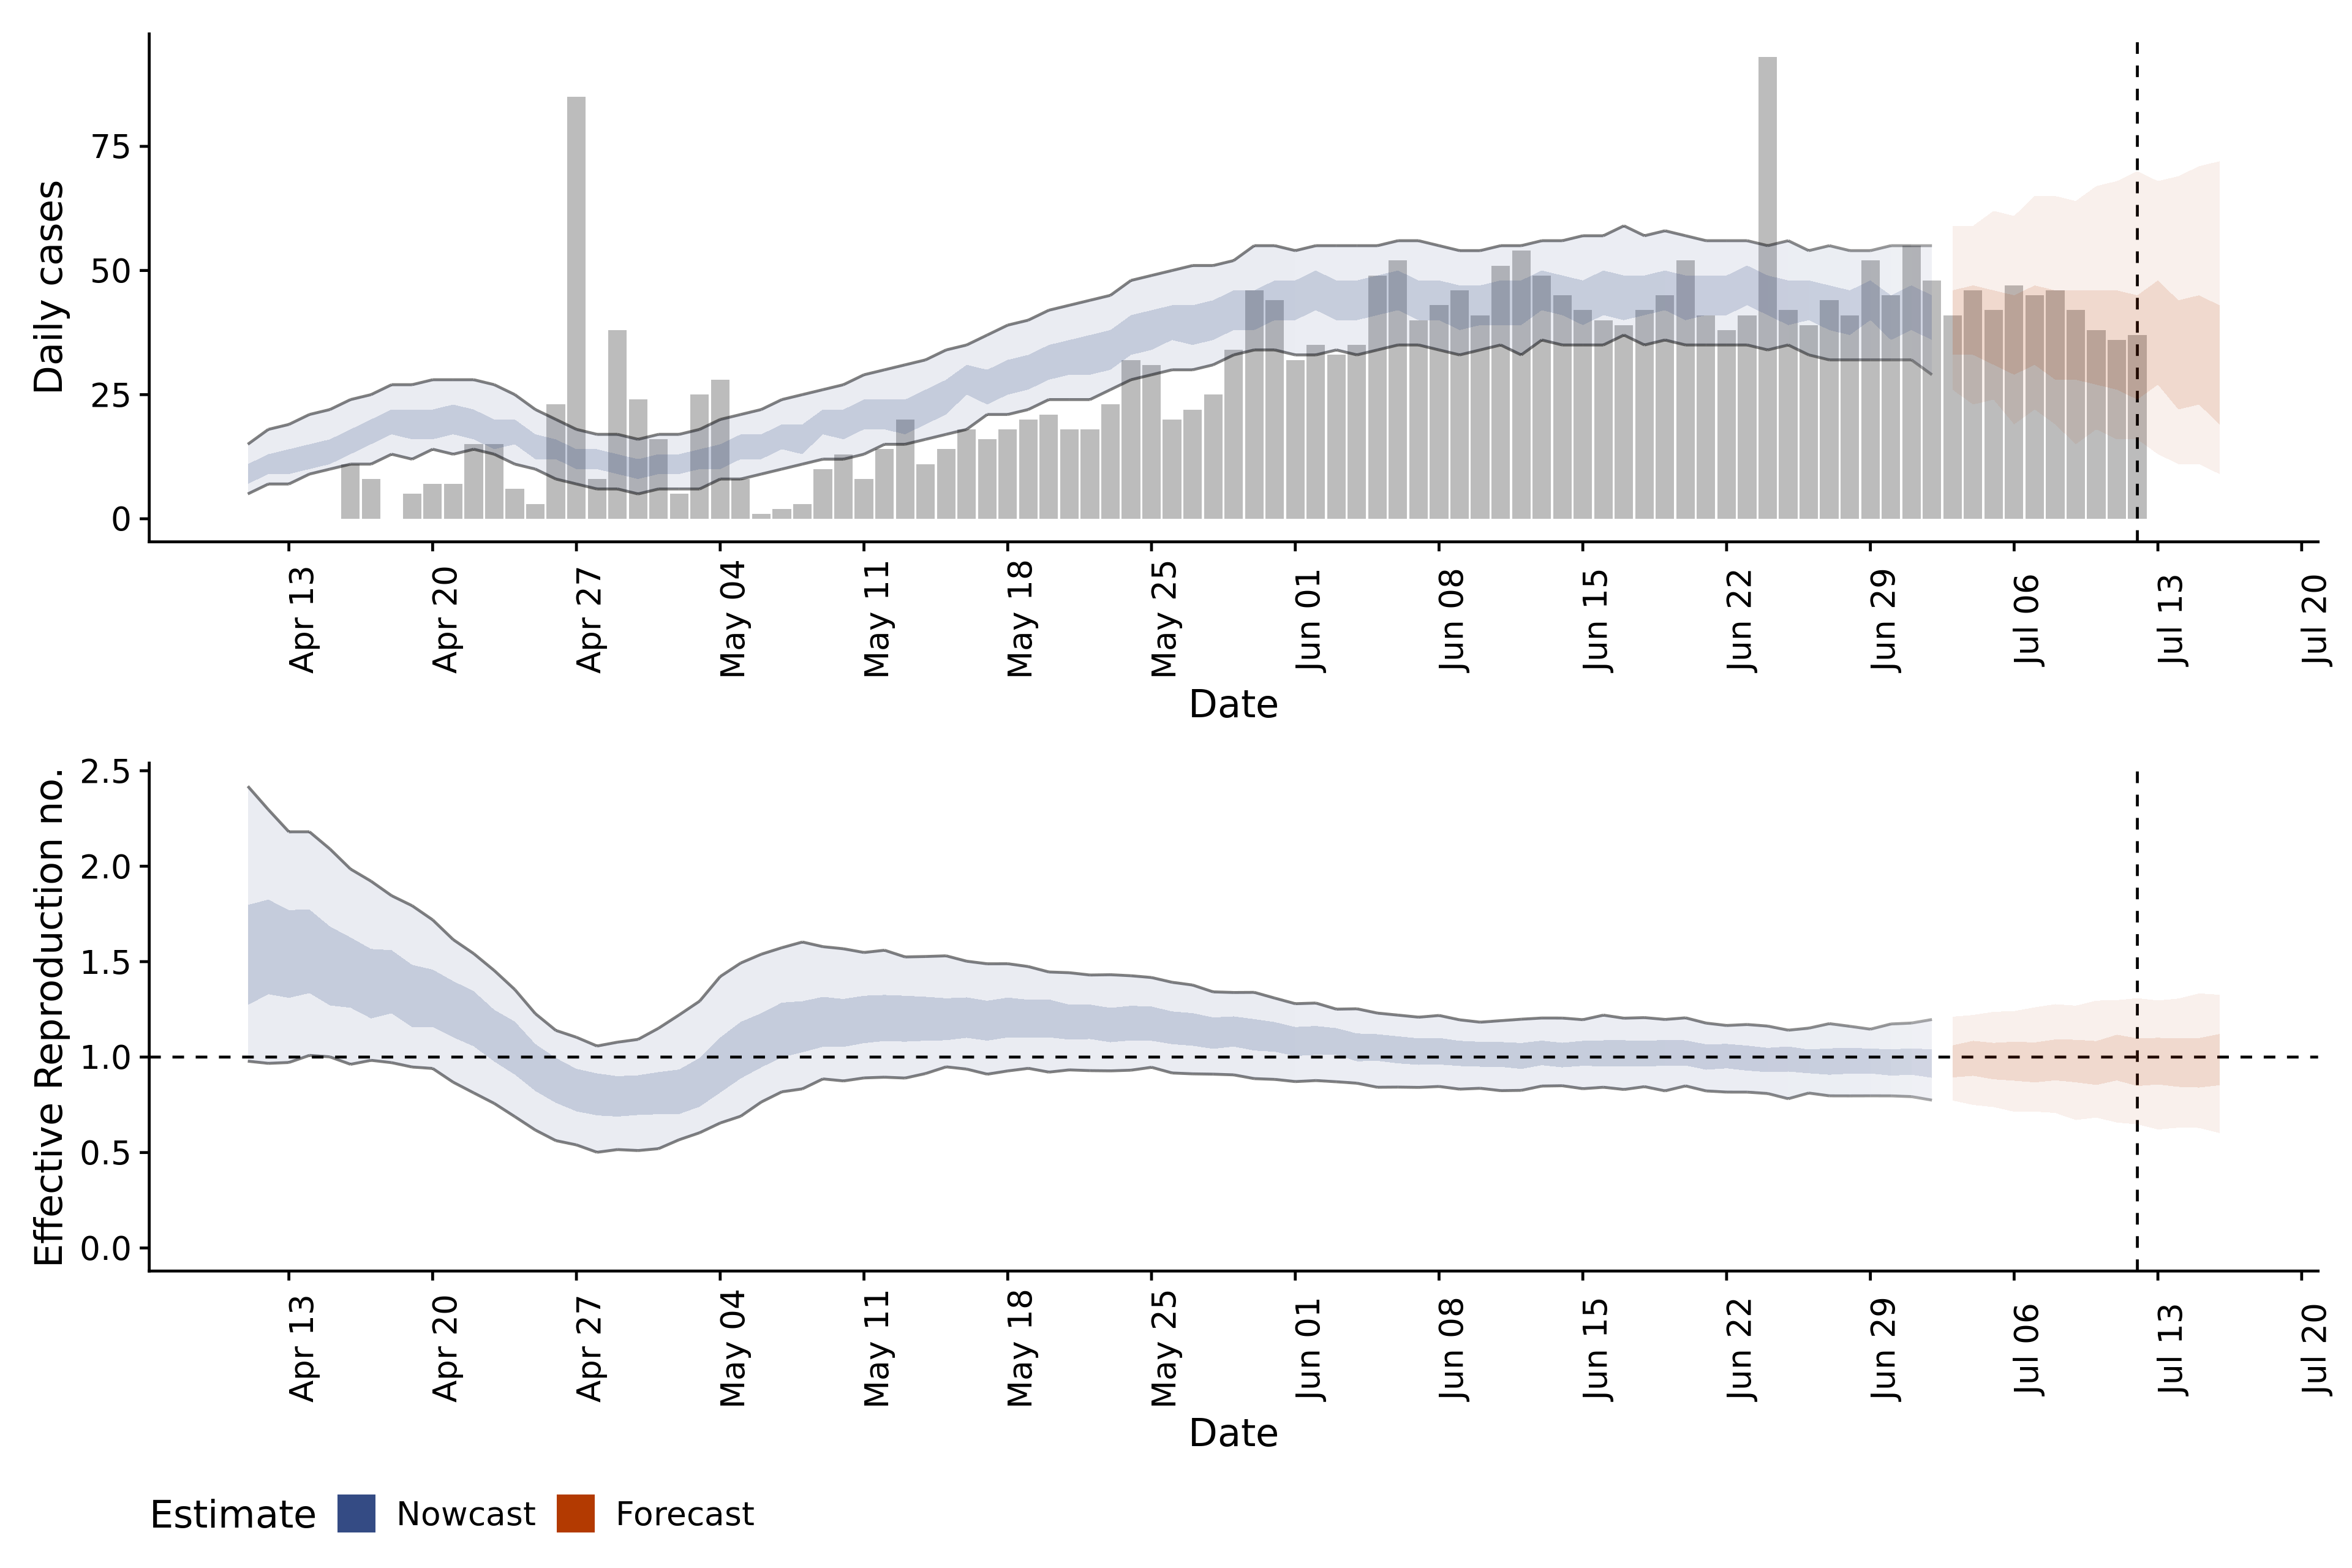 Daily cases
75
50
25
0
Apr 13
Apr 20
Apr 27
May 04
May 11
May 18
May 25
Jun 01
Jun 08
Jun 15
Jun 22
Jun 29
Jul 06
Jul 13
Jul 20
Date
Effective Reproduction no.
2.5
2.0
1.5
1.0
0.5
0.0
Apr 13
Apr 20
Apr 27
May 04
May 11
May 18
May 25
Jun 01
Jun 08
Jun 15
Jun 22
Jun 29
Jul 06
Jul 13
Jul 20
Date
Estimate Nowcast Forecast